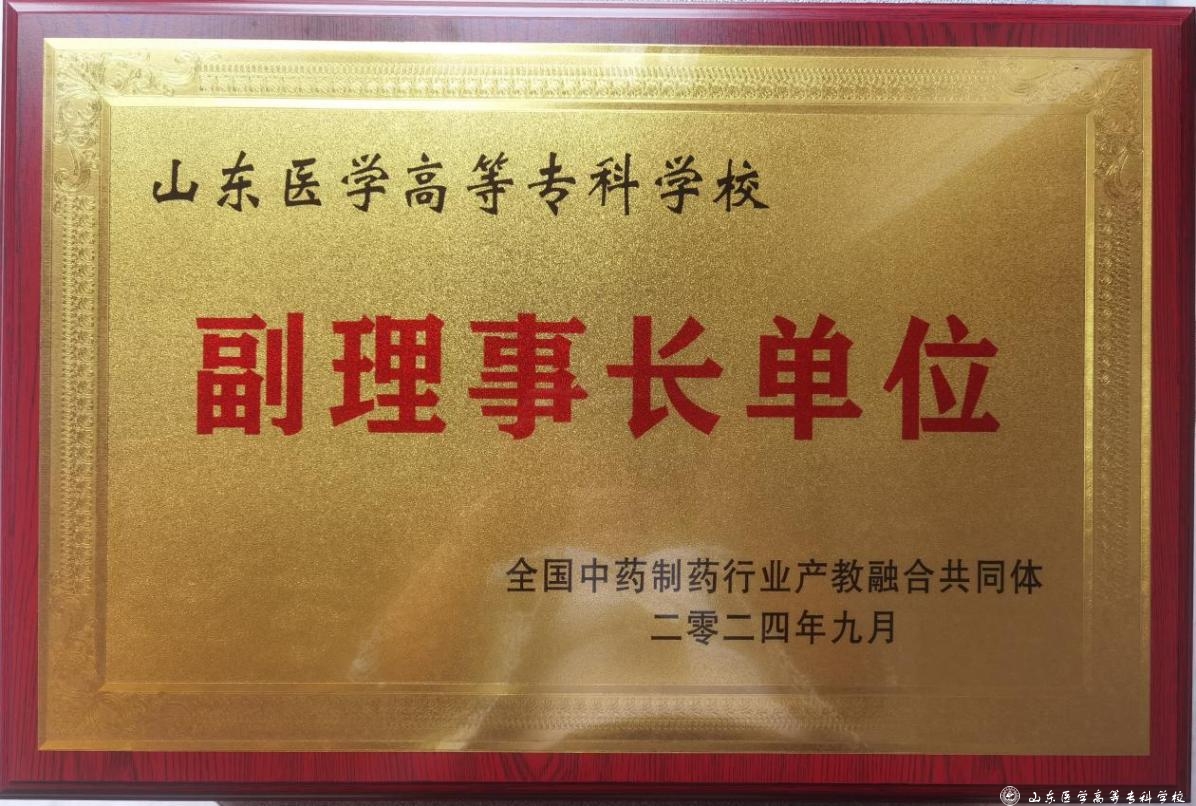 山东医学高等专科学校
副理事长单位
全国中药制药行业产教融合共同体
二零二四年九月
山东医学高等专科学校